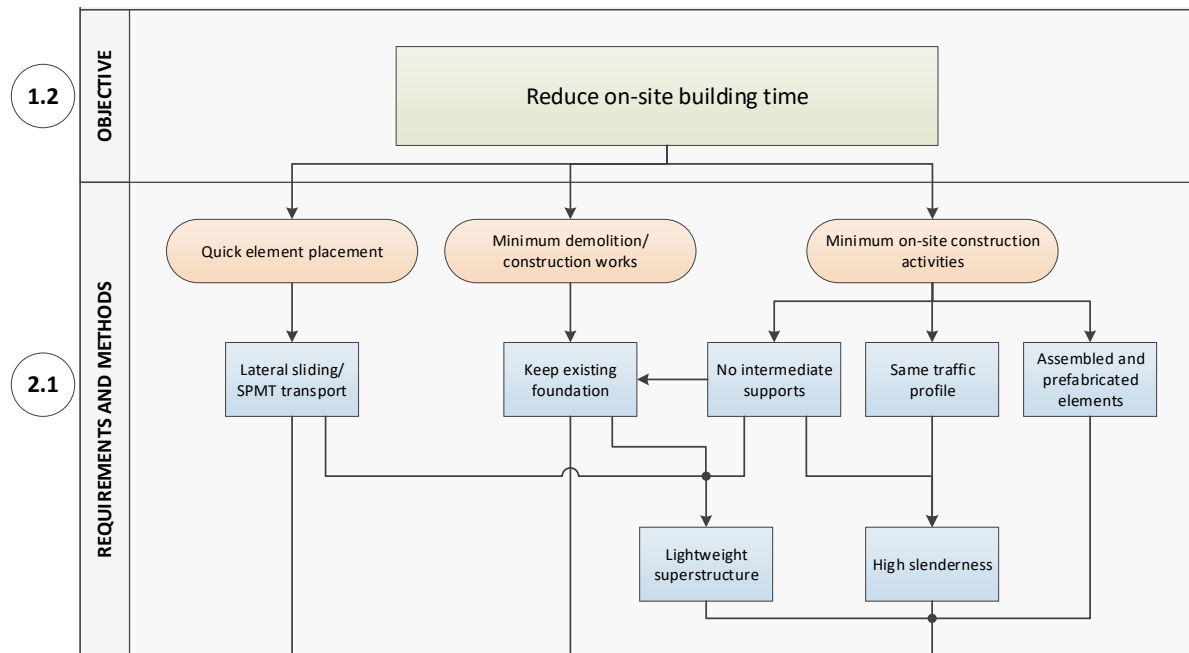 1.2
OBJECTIVE
Reduce on-site building time
2.1
REQUIREMENTS AND METHODS
Quick element placement
Minimum demolition/
construction works
Minimum on-site construction
activities
Lateral sliding/
SPMT transport
Keep existing
foundation
No intermediate
supports
Same traffic
profile
Assembled and
prefabricated
elements
Lightweight
superstructure
High slenderness